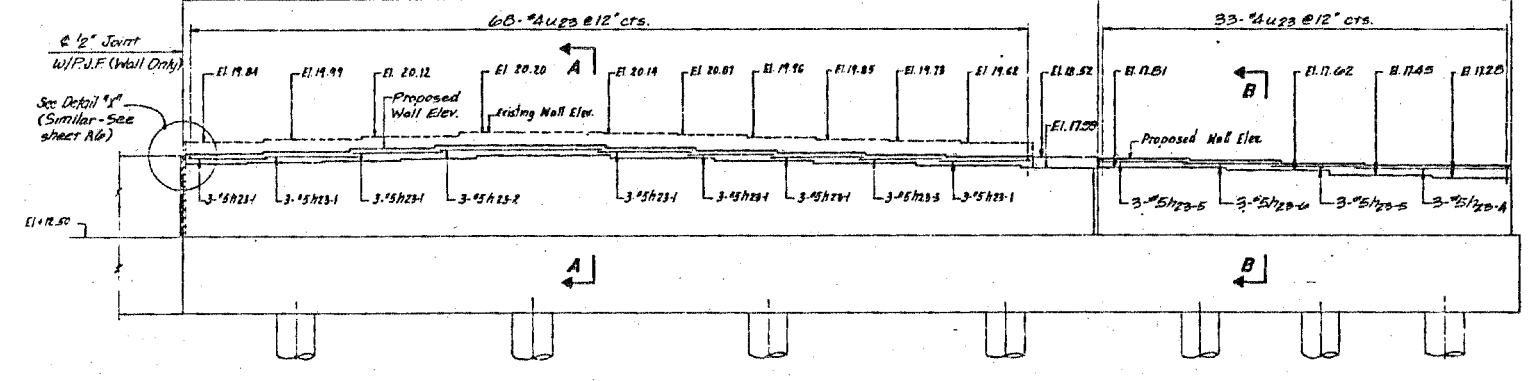 68-#4u23 @12" cts.
33-#4u23 @12" cts.
¢ ½" Joint
W/P.J.F. (Wall Only)
See Detail "X"
(Similar-See
sheet R6)
El. 19.84
El. 19.99
El. 20.12
El. 20.20
A
El. 20.14
El. 20.07
El. 19.96
El. 19.85
El. 19.73
El. 19.62
El. 18.52
El. 17.81
B
El. 17.62
El. 17.45
El. 17.28
Proposed
Wall Elev.
Existing Wall Elev.
El. 17.99
Proposed Wall Elev.
3-#5h23-1
3-#5h23-1
3-#5h23-1
3-#5h23-2
3-#5h23-1
3-#5h23-1
3-#5h23-1
3-#5h23-3
3-#5h23-1
3-#5h23-5
3-#5h23-6
3-#5h23-5
3-#5h23-4
El+12.50
A
B